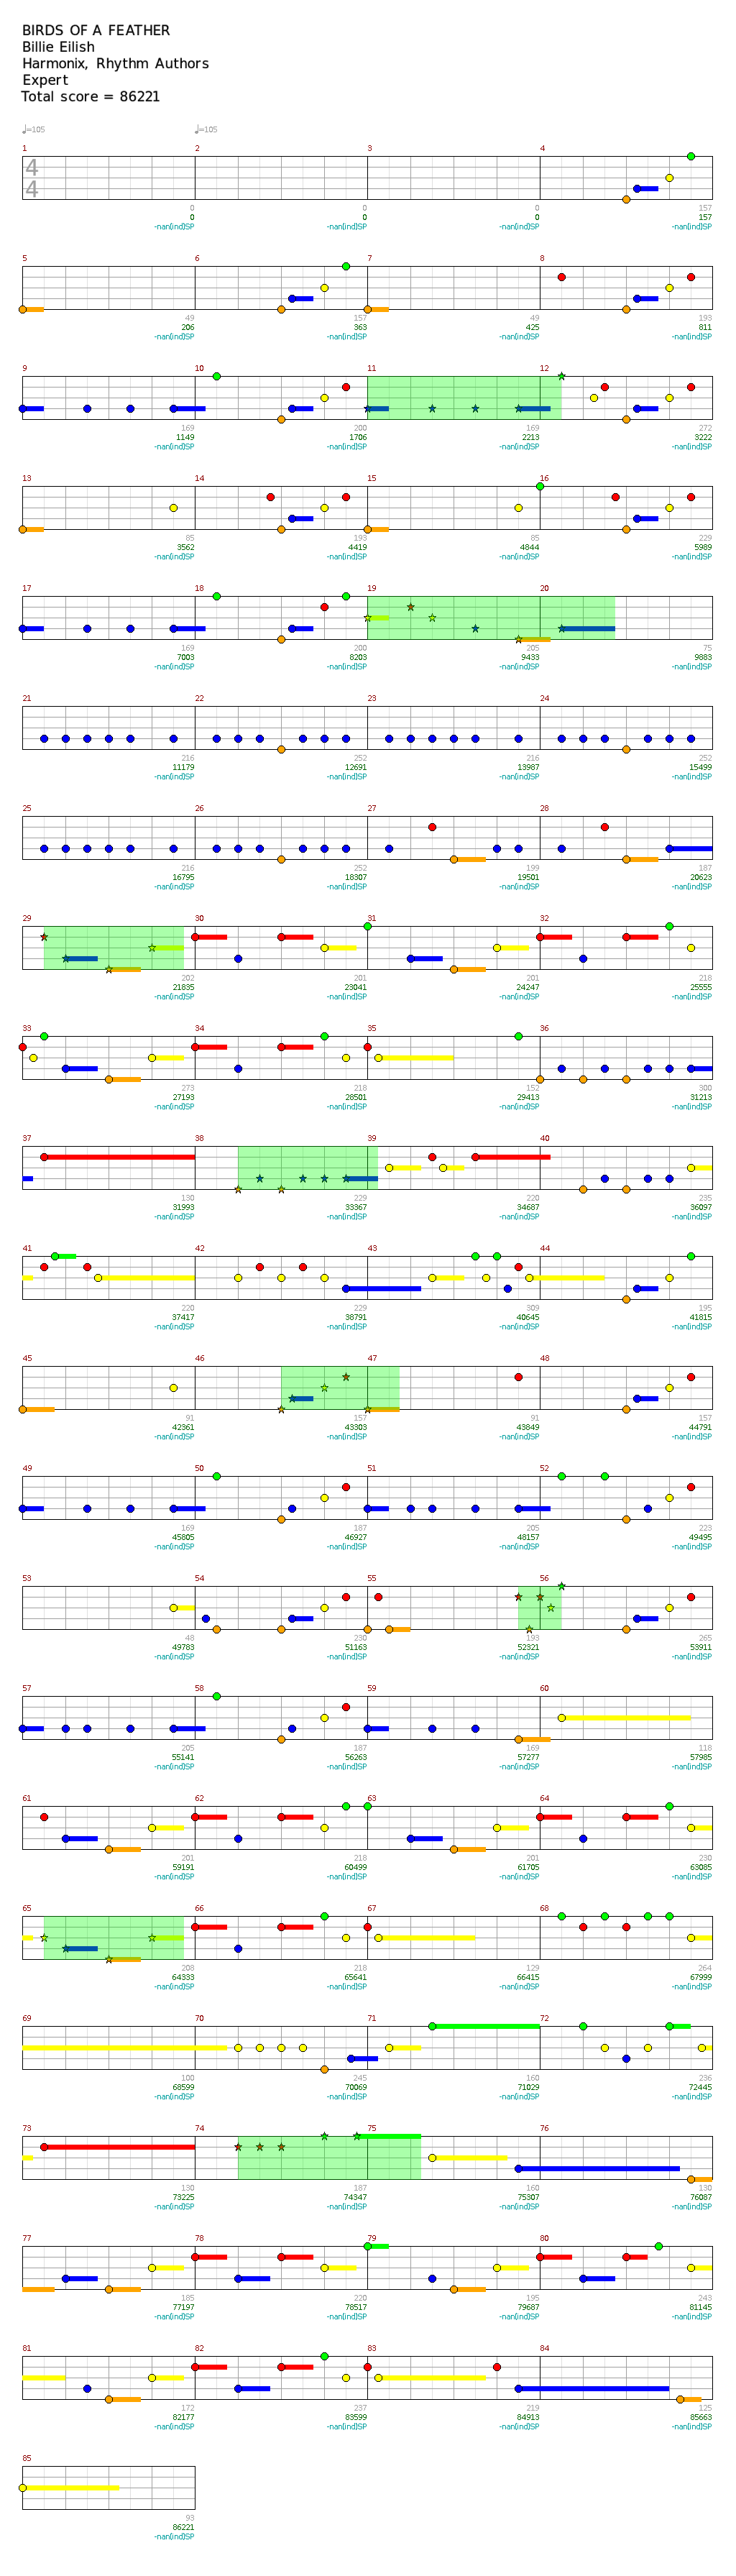 BIRDS OF A FEATHER
Billie Eilish
Harmonix, Rhythm Authors
Expert
Total score = 86221
♩=105 ♩=105
1 2 3 4
4
4
0 0 0 157
0 0 0 157
-nan(ind)SP -nan(ind)SP -nan(ind)SP -nan(ind)SP
5 6 7 8
49 157 49 193
206 363 425 811
-nan(ind)SP -nan(ind)SP -nan(ind)SP -nan(ind)SP
9 10 11 12
169 200 169 272
1149 1706 2213 3222
-nan(ind)SP -nan(ind)SP -nan(ind)SP -nan(ind)SP
13 14 15 16
85 193 85 229
3562 4419 4844 5989
-nan(ind)SP -nan(ind)SP -nan(ind)SP -nan(ind)SP
17 18 19 20
169 200 205 75
7003 8203 9433 9883
-nan(ind)SP -nan(ind)SP -nan(ind)SP -nan(ind)SP
21 22 23 24
216 252 216 252
11179 12691 13987 15499
-nan(ind)SP -nan(ind)SP -nan(ind)SP -nan(ind)SP
25 26 27 28
216 252 199 187
16795 18307 19501 20623
-nan(ind)SP -nan(ind)SP -nan(ind)SP -nan(ind)SP
29 30 31 32
202 201 201 218
21835 23041 24247 25555
-nan(ind)SP -nan(ind)SP -nan(ind)SP -nan(ind)SP
33 34 35 36
273 218 152 300
27193 28501 29413 31213
-nan(ind)SP -nan(ind)SP -nan(ind)SP -nan(ind)SP
37 38 39 40
130 229 220 235
31993 33367 34687 36097
-nan(ind)SP -nan(ind)SP -nan(ind)SP -nan(ind)SP
41 42 43 44
220 229 309 195
37417 38791 40645 41815
-nan(ind)SP -nan(ind)SP -nan(ind)SP -nan(ind)SP
45 46 47 48
91 157 91 157
42361 43303 43849 44791
-nan(ind)SP -nan(ind)SP -nan(ind)SP -nan(ind)SP
49 50 51 52
169 187 205 223
45805 46927 48157 49495
-nan(ind)SP -nan(ind)SP -nan(ind)SP -nan(ind)SP
53 54 55 56
48 230 193 265
49783 51163 52321 53911
-nan(ind)SP -nan(ind)SP -nan(ind)SP -nan(ind)SP
57 58 59 60
205 187 169 118
55141 56263 57277 57985
-nan(ind)SP -nan(ind)SP -nan(ind)SP -nan(ind)SP
61 62 63 64
201 218 201 230
59191 60499 61705 63085
-nan(ind)SP -nan(ind)SP -nan(ind)SP -nan(ind)SP
65 66 67 68
208 218 129 264
64333 65641 66415 67999
-nan(ind)SP -nan(ind)SP -nan(ind)SP -nan(ind)SP
69 70 71 72
100 245 160 236
68599 70069 71029 72445
-nan(ind)SP -nan(ind)SP -nan(ind)SP -nan(ind)SP
73 74 75 76
130 187 160 130
73225 74347 75307 76087
-nan(ind)SP -nan(ind)SP -nan(ind)SP -nan(ind)SP
77 78 79 80
185 220 195 243
77197 78517 79687 81145
-nan(ind)SP -nan(ind)SP -nan(ind)SP -nan(ind)SP
81 82 83 84
172 237 219 125
82177 83599 84913 85663
-nan(ind)SP -nan(ind)SP -nan(ind)SP -nan(ind)SP
85
93
86221
-nan(ind)SP